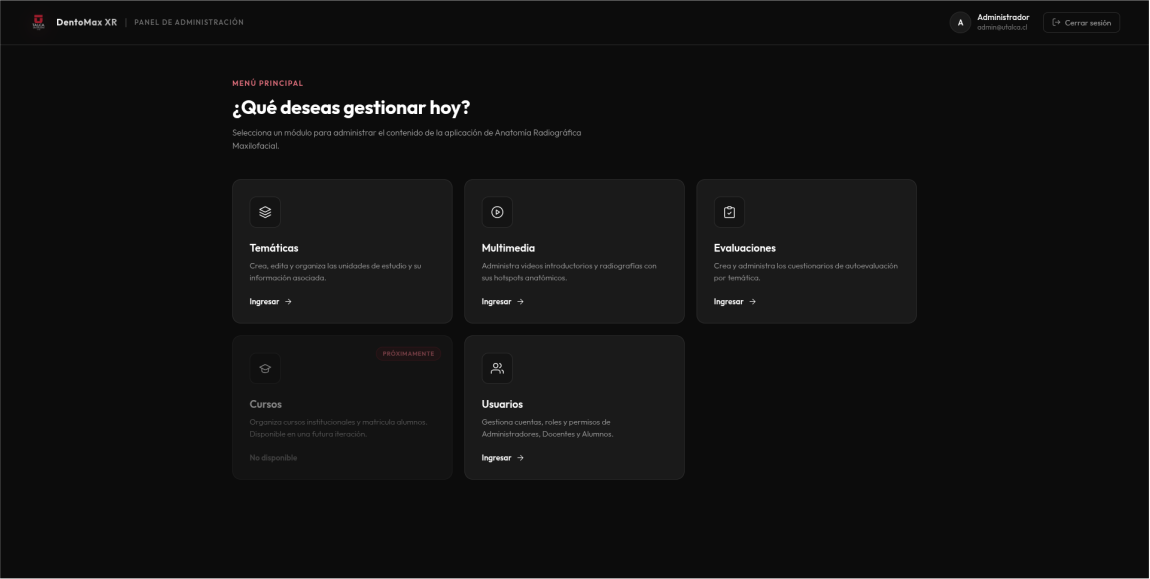 TALCA
DentoMax XR | PANEL DE ADMINISTRACIÓN
A
Administrador
admin@utalca.cl
Cerrar sesión
MENÚ PRINCIPAL
¿Qué deseas gestionar hoy?
Selecciona un módulo para administrar el contenido de la aplicación de Anatomía Radiográfica
Maxilofacial.
Temáticas
Crea, edita y organiza las unidades de estudio y su
información asociada.
Ingresar →
Multimedia
Administra videos introductorios y radiografías con
sus hotspots anatómicos.
Ingresar →
Evaluaciones
Crea y administra los cuestionarios de autoevaluación
por temática.
Ingresar →
PRÓXIMAMENTE
Cursos
Organiza cursos institucionales y matricula alumnos.
Disponible en una futura iteración.
No disponible
Usuarios
Gestiona cuentas, roles y permisos de
Administradores, Docentes y Alumnos.
Ingresar →